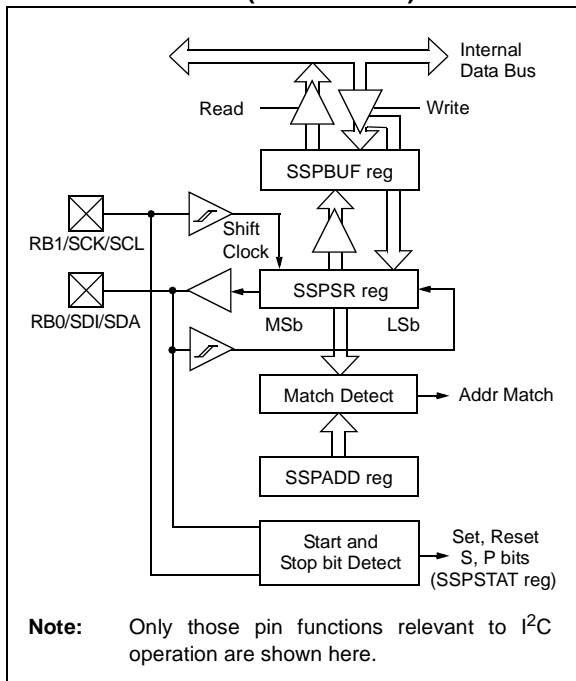 Internal
Data Bus
Read
Write
SSPBUF reg
RB1/SCK/SCL
Shift
Clock
SSPSR reg
RB0/SDI/SDA
MSb
LSb
Match Detect
Addr Match
SSPADD reg
Start and
Stop bit Detect
Set, Reset
S, P bits
(SSPSTAT reg)
Note: Only those pin functions relevant to I²C
operation are shown here.